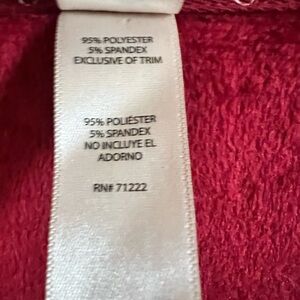 95% POLYESTER
5% SPANDEX
EXCLUSIVE OF TRIM
95% POLIÉSTER
5% SPANDEX
NO INCLUYE EL
ADORNO
RN# 71222